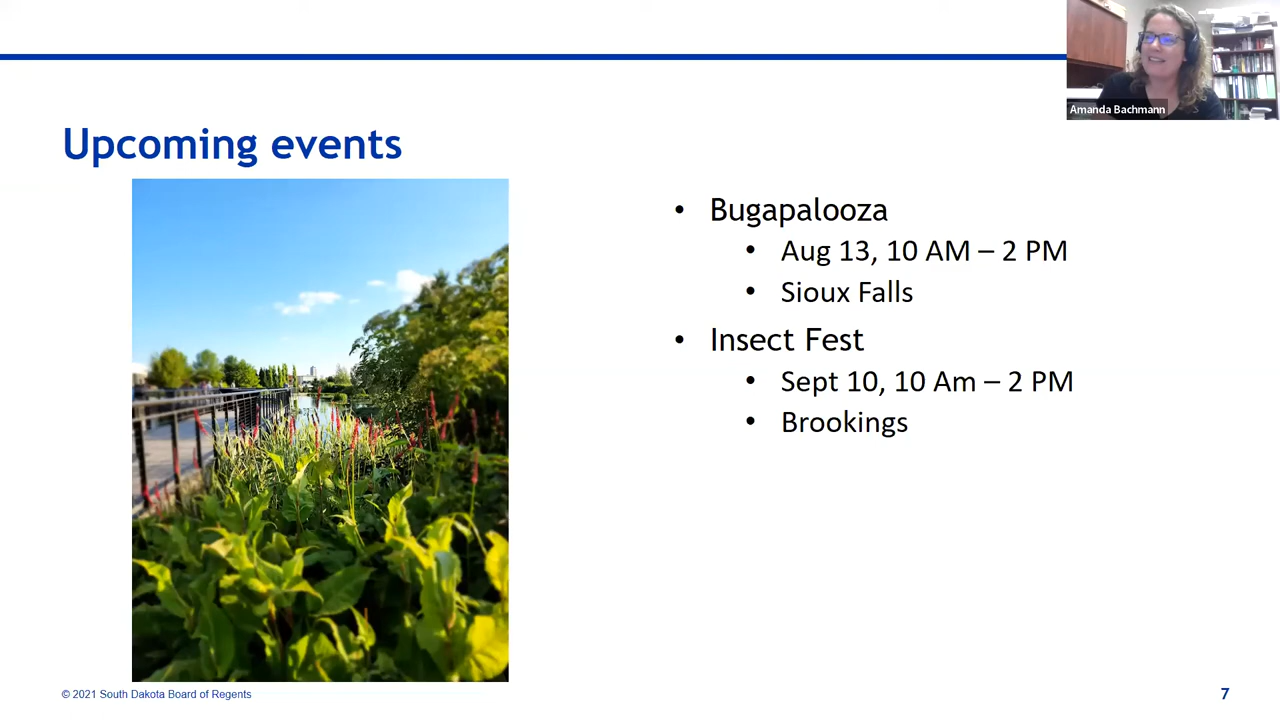 Amanda Bachmann
Upcoming events
• Bugapalooza
• Aug 13, 10 AM – 2 PM
• Sioux Falls
• Insect Fest
• Sept 10, 10 Am – 2 PM
• Brookings
© 2021 South Dakota Board of Regents
7